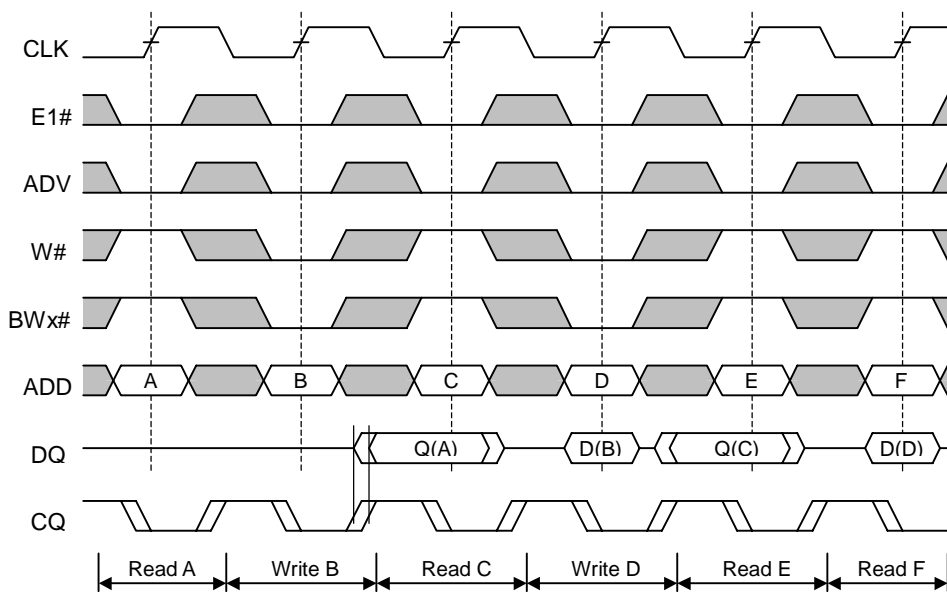 CLK
E1#
ADV
W#
BWx#
ADD A B C D E F
DQ Q(A) D(B) Q(C) D(D)
CQ
Read A Write B Read C Write D Read E Read F